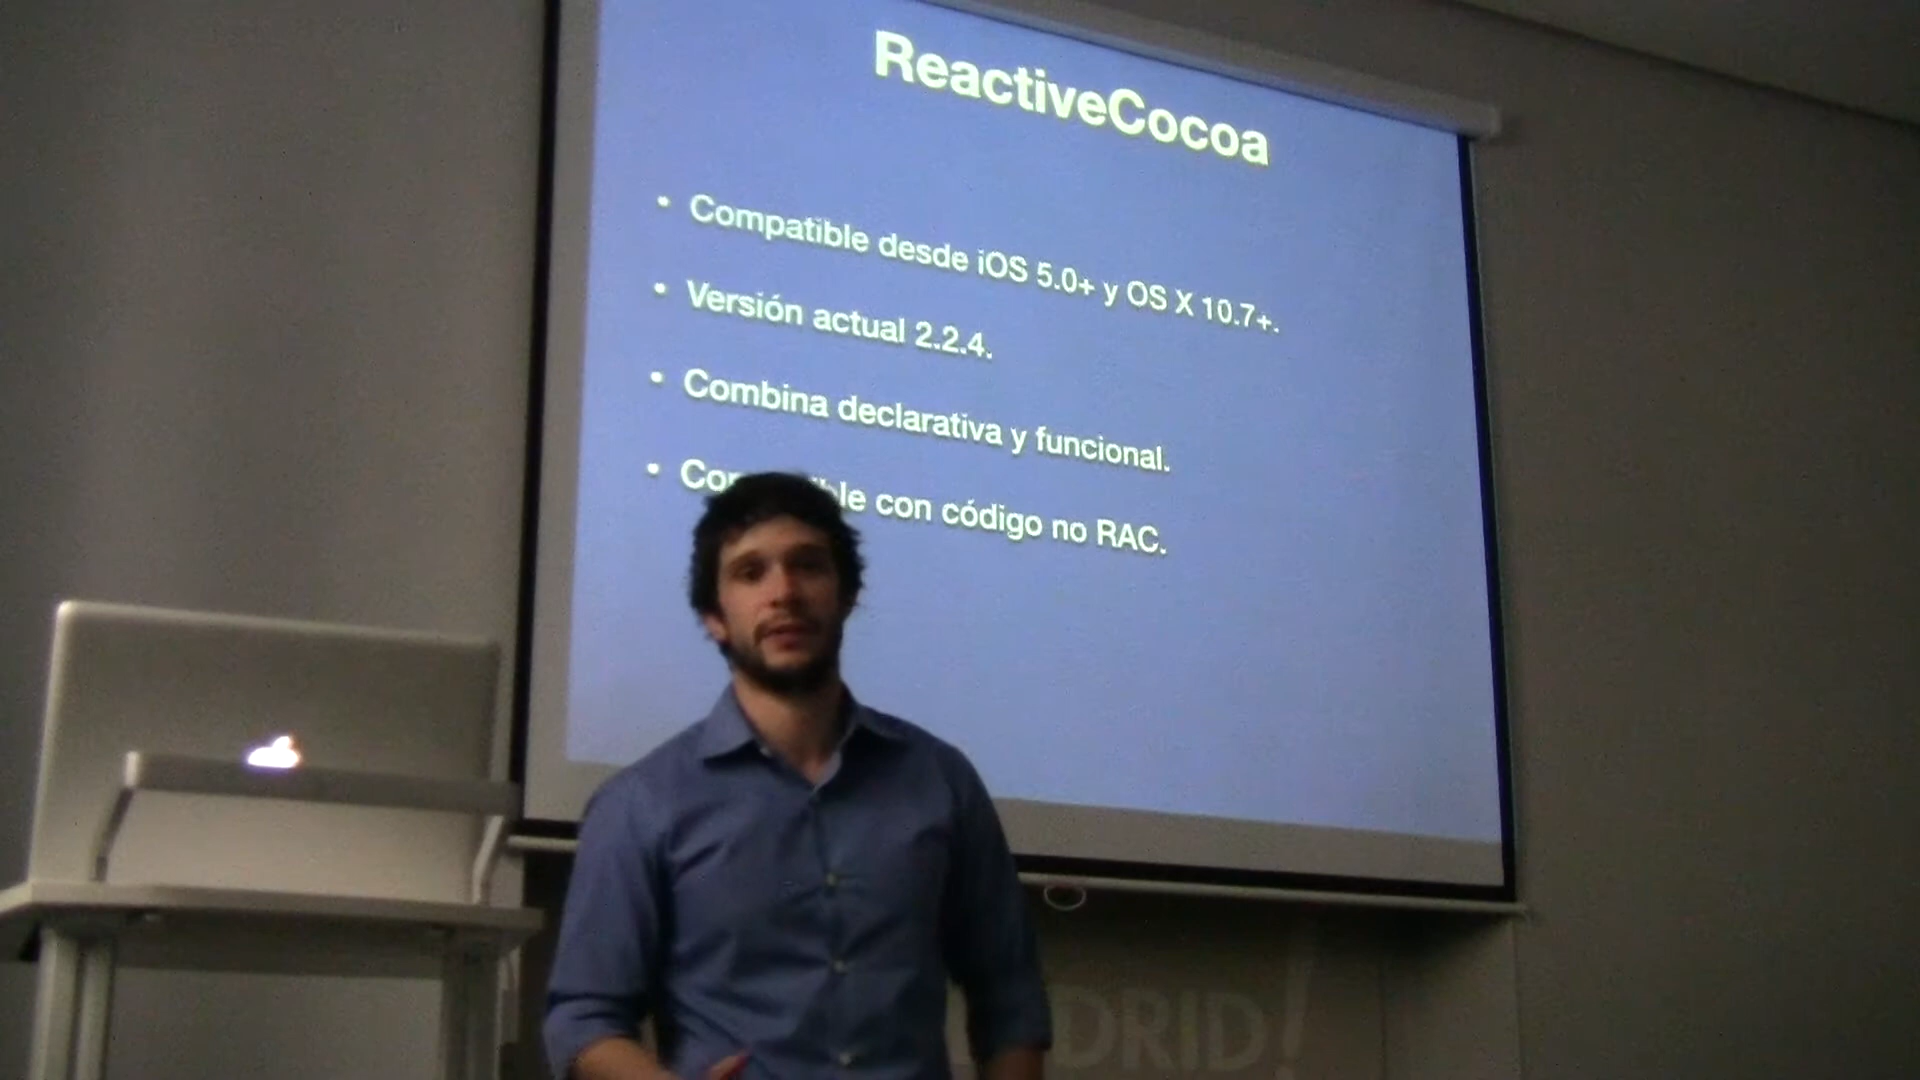 ReactiveCocoa
• Compatible desde iOS 5.0+ y OS X 10.7+.
• Versión actual 2.2.4.
• Combina declarativa y funcional.
• con código no RAC.